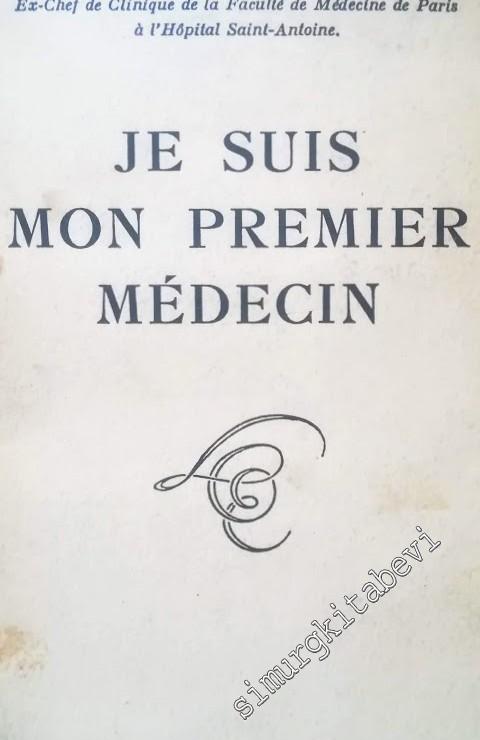 Ex-Chef de Clinique de la Faculté de Médecine de Paris
à l'Hôpital Saint-Antoine.
JE SUIS
MON PREMIER
MÉDECIN
simurgkitabevi